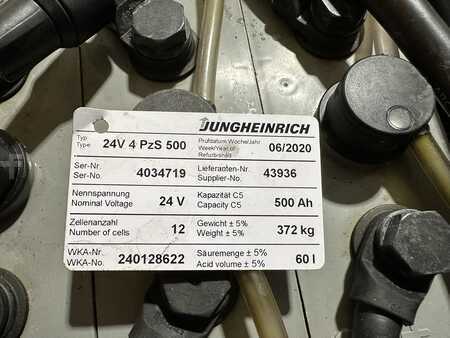 JUNGHEINRICH
Typ
Type 24V 4 PzS 500
Prüfdatum Woche/Jahr
Week/Year of
Refurbished 06/2020
Ser-Nr.
Ser-No. 4034719
Lieferanten-Nr.
Supplier-No. 43936
Nennspannung
Nominal Voltage 24 V
Kapazität C5
Capacity C5 500 Ah
Zellenanzahl
Number of cells 12
Gewicht ± 5%
Weight ± 5% 372 kg
WKA-Nr.
WKA-No. 240128622
Säuremenge ± 5%
Acid volume ± 5% 60 l